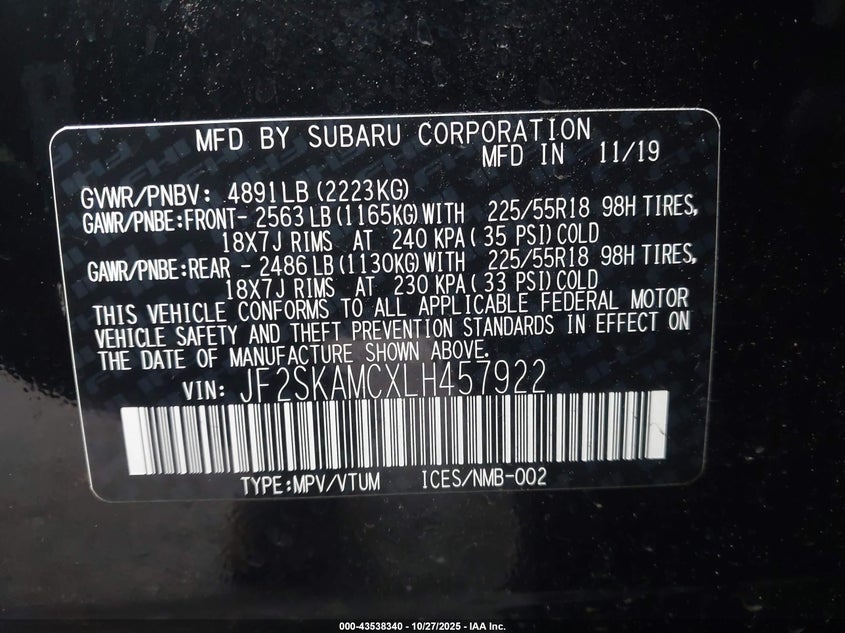 MFD BY SUBARU CORPORATION
MFD IN 11/19
GVWR/PNBV: 4891LB(2223KG)
GAWR/PNBE:FRONT- 2563LB(1165KG)WITH 225/55R18 98H TIRES,
18X7J RIMS AT 240 KPA( 35 PSI)COLD
GAWR/PNBE:REAR - 2486LB(1130KG)WITH 225/55R18 98H TIRES,
18X7J RIMS AT 230 KPA( 33 PSI)COLD
THIS VEHICLE CONFORMS TO ALL APPLICABLE FEDERAL MOTOR
VEHICLE SAFETY AND THEFT PREVENTION STANDARDS IN EFFECT ON
THE DATE OF MANUFACTURE SHOWN ABOVE.
VIN: JF2SKAMCXLH457922
TYPE:MPV/VTUM ICES/NMB-002
000-43538340 - 10/27/2025 - IAA Inc.